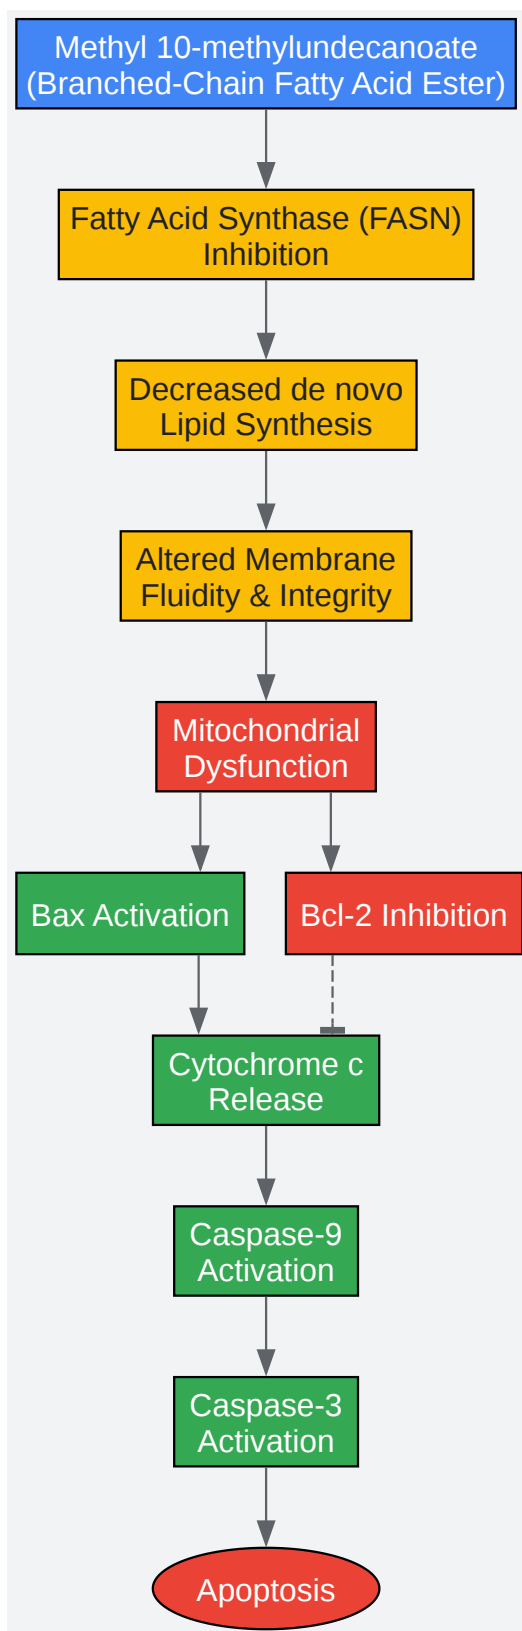 Methyl 10-methylundecanoate
(Branched-Chain Fatty Acid Ester)
Fatty Acid Synthase (FASN)
Inhibition
Decreased de novo
Lipid Synthesis
Altered Membrane
Fluidity & Integrity
Mitochondrial
Dysfunction
Bax Activation
Bcl-2 Inhibition
Cytochrome c
Release
Caspase-9
Activation
Caspase-3
Activation
Apoptosis